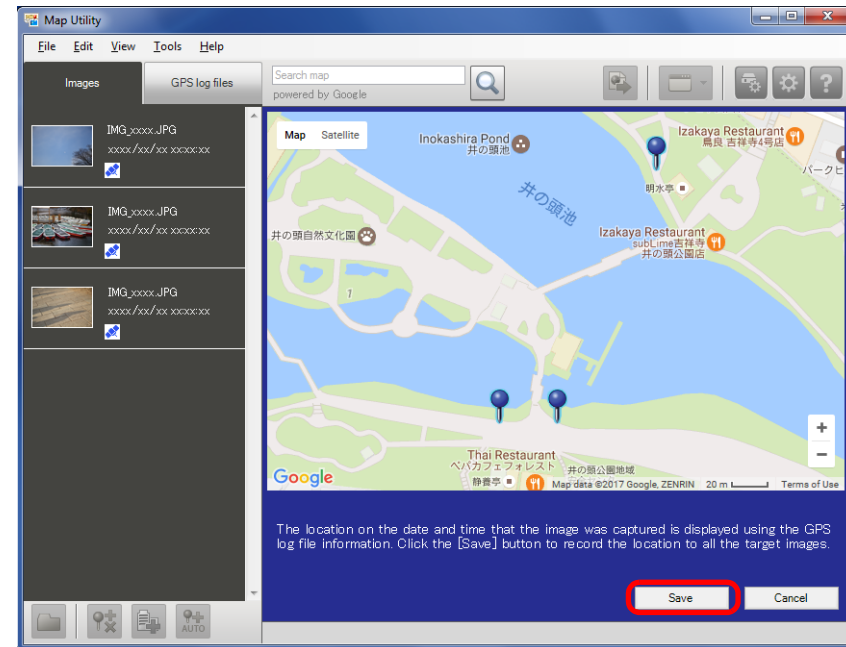 Map Utility
File Edit View Tools Help
Images
GPS log files
Search map
powered by Google
IMG_xxxx.JPG
xxxx/xx/xx xx:xx:xx
IMG_xxxx.JPG
xxxx/xx/xx xx:xx:xx
IMG_xxxx.JPG
xxxx/xx/xx xx:xx:xx
AUTO
Map Satellite
Inokashira Pond
井の頭池
Izakaya Restaurant
鳥良 吉祥寺4号店
パークヒ
明水亭
井の頭池
Izakaya Restaurant
subLime吉祥寺
井の頭公園店
井の頭自然文化園
7
Thai Restaurant
ペパカフェフォレスト
井の頭公園地域
静養亭
Google
Map data ©2017 Google, ZENRIN 20 m Terms of Use
The location on the date and time that the image was captured is displayed using the GPS
log file information. Click the [Save] button to record the location to all the target images.
Save
Cancel